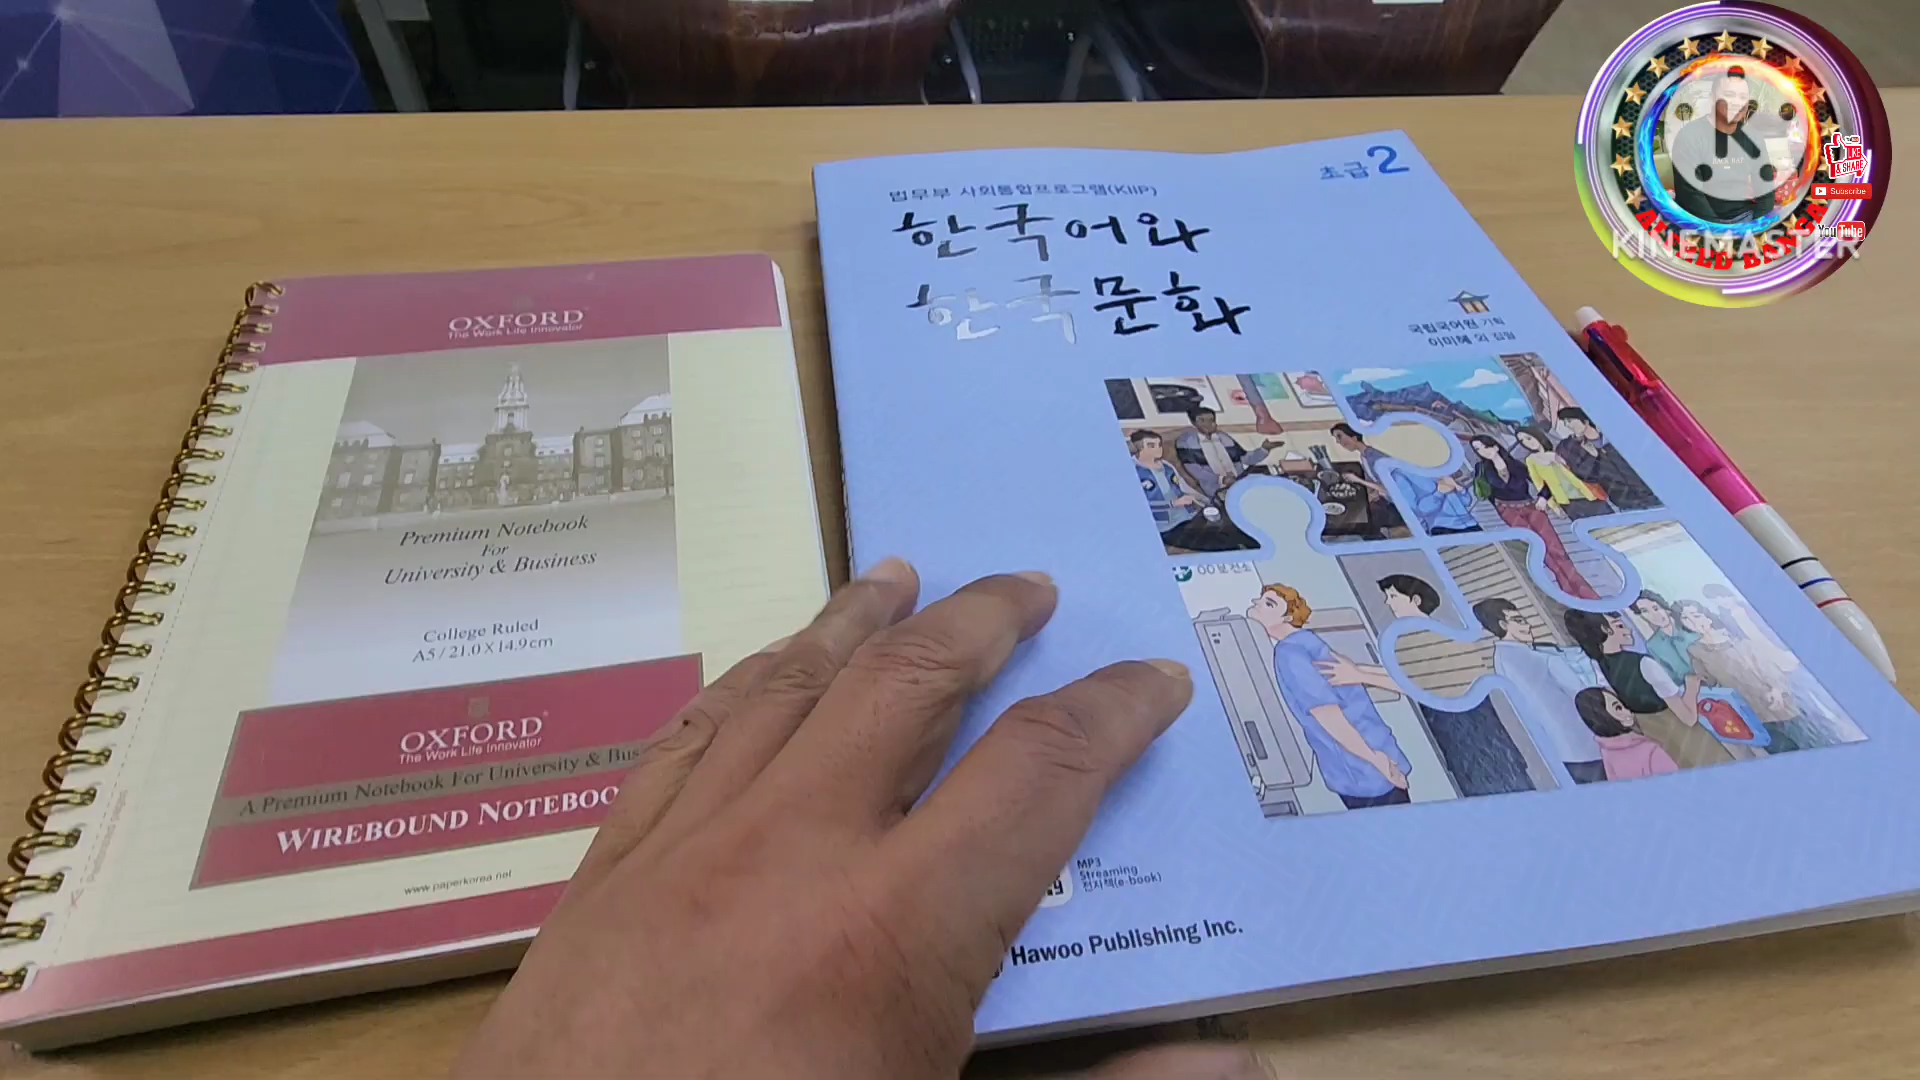 OXFORD
The Work Life Innovator
Premium Notebook
For
University & Business
College Ruled
A5 / 21.0 X 14.9cm
OXFORD
The Work Life Innovator
A Premium Notebook For University & Bus
WIREBOUND NOTEBOO
www.paperkorea.net
초급2
법무부 사회통합프로그램(KIIP)
한국어와
한국문화
국립국어원 기획
이미혜 외 집필
OO보건소
MP3
Streaming
전자책(e-book)
Hawoo Publishing Inc.
LIKE
& SHARE
Subscribe
YouTube
KINEMASTER